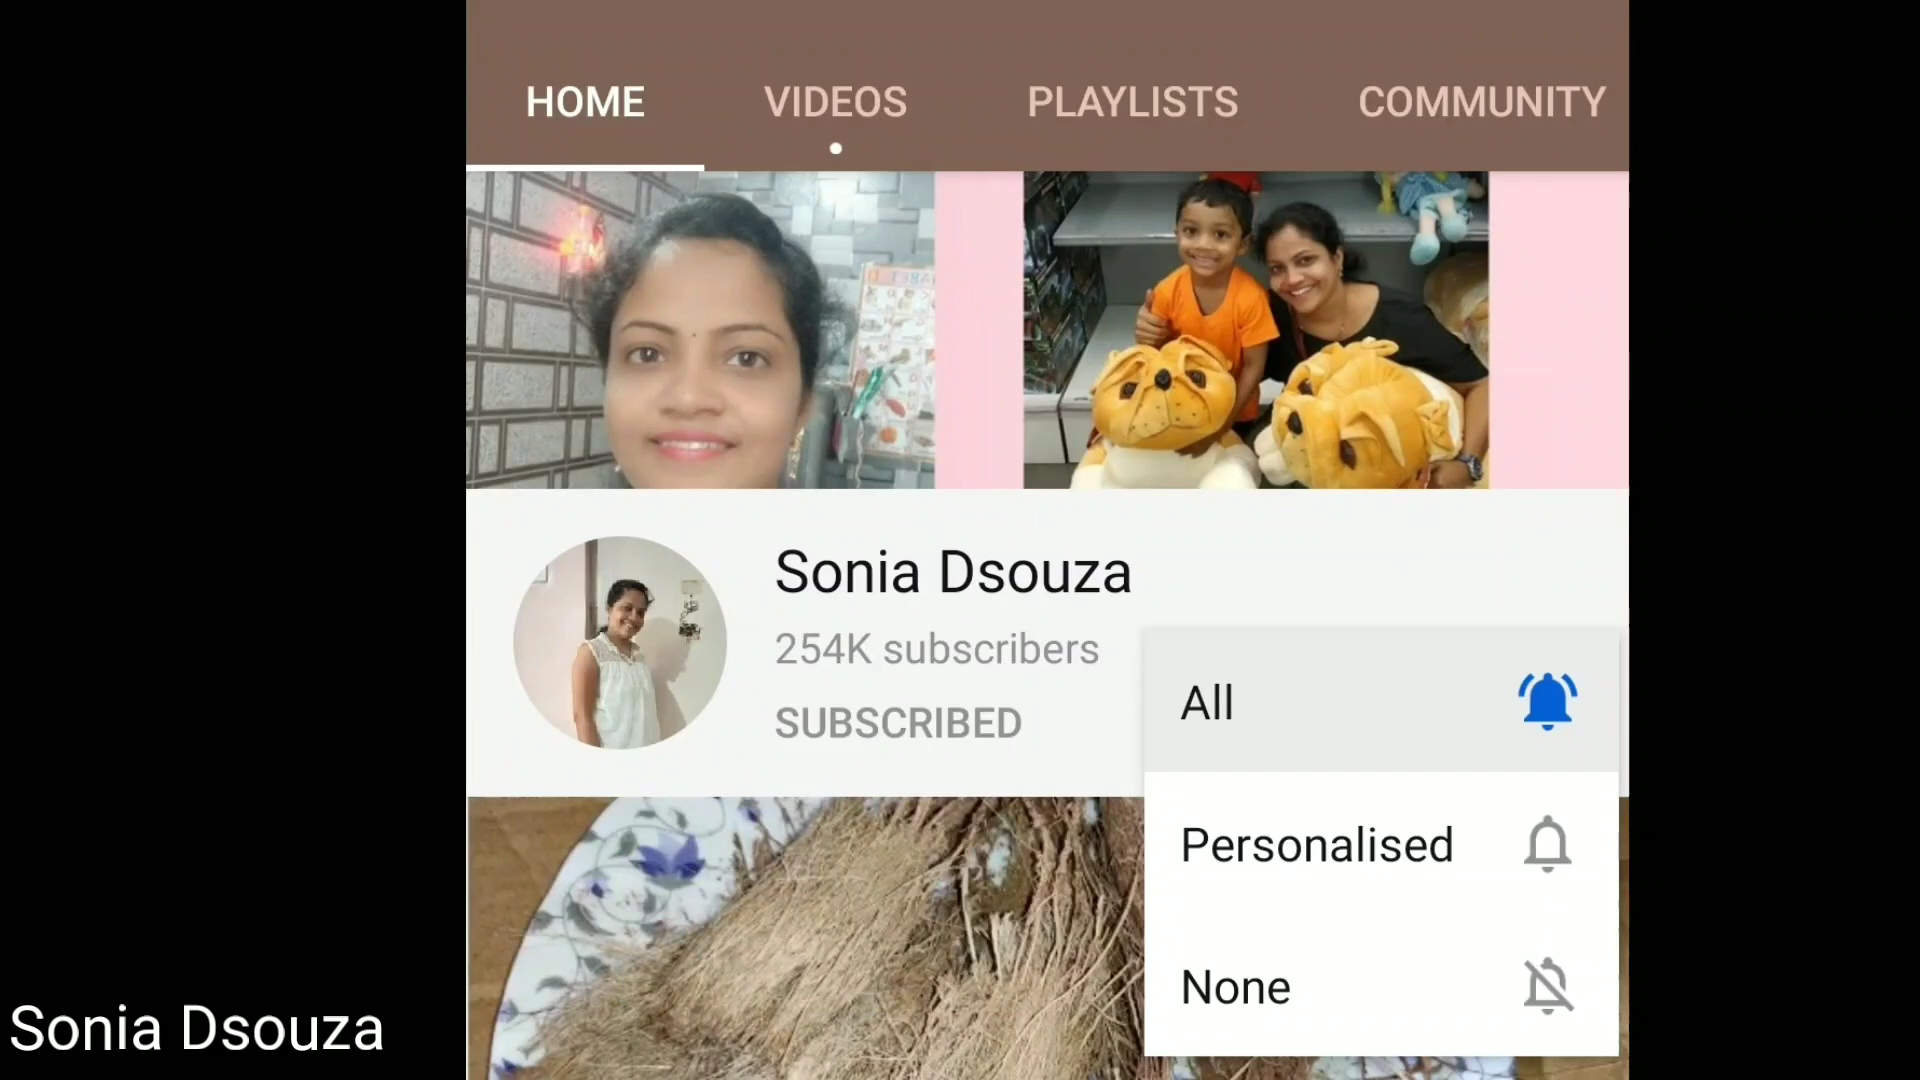 HOME VIDEOS PLAYLISTS COMMUNITY
Sonia Dsouza
254K subscribers
SUBSCRIBED
All
Personalised
None
Sonia Dsouza